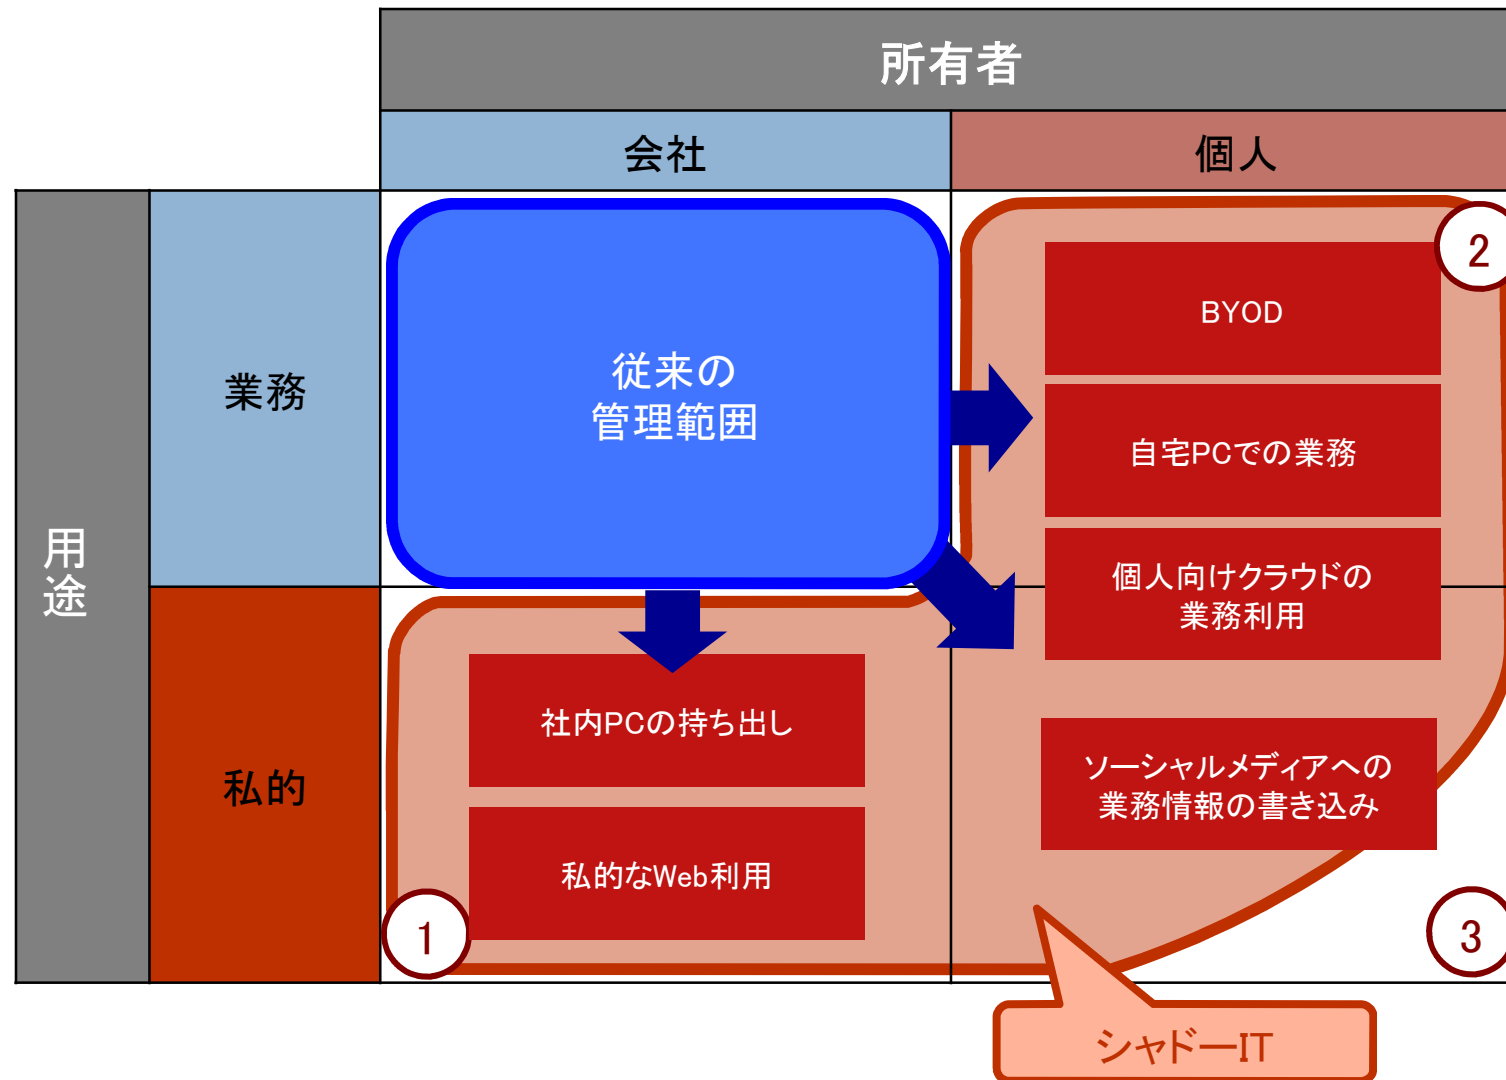 所有者
会社
個人
用途
業務
従来の
管理範囲
2
BYOD
自宅PCでの業務
個人向けクラウドの
業務利用
私的
社内PCの持ち出し
私的なWeb利用
1
ソーシャルメディアへの
業務情報の書き込み
3
シャドーIT